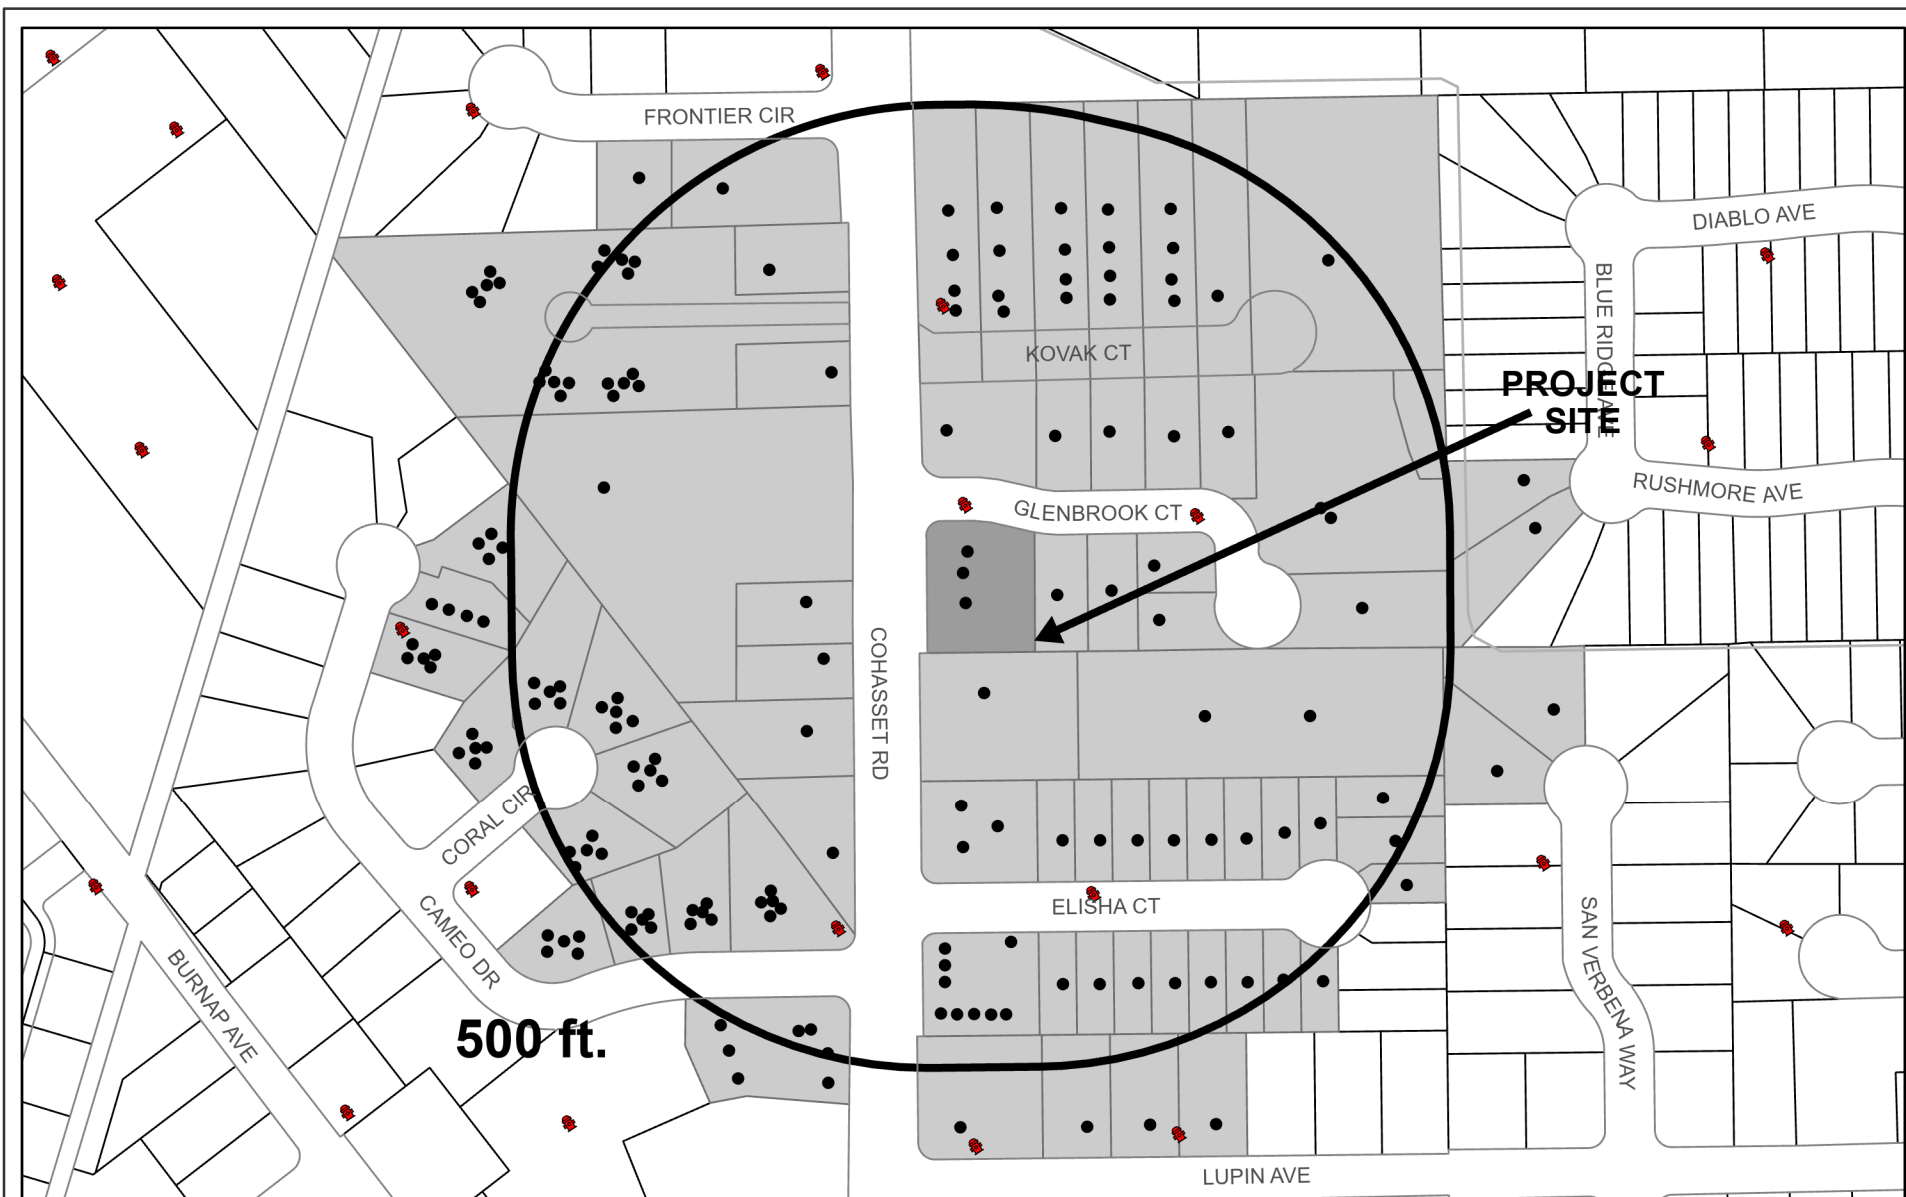 FRONTIER CIR
DIABLO AVE
BLUE RIDGE AVE
KOVAK CT
PROJECT
SITE
RUSHMORE AVE
GLENBROOK CT
COHASSET RD
CORAL CIR
ELISHA CT
CAMEO DR
SAN VERBENA WAY
BURNAP AVE
500 ft.
LUPIN AVE